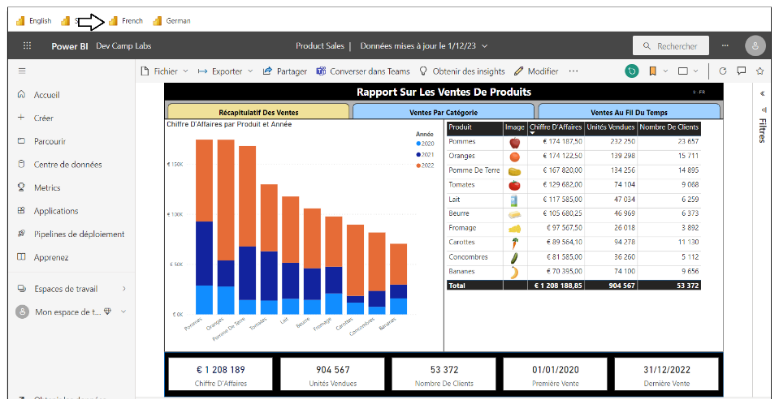 English
French
German
Power BI Dev Camp Labs
Product Sales | Données mises à jour le 1/12/23
Rechercher
Fichier
Exporter
Partager
Converser dans Teams
Obtenir des insights
Modifier
Accueil
Créer
Parcourir
Centre de données
Metrics
Applications
Pipelines de déploiement
Apprenez
Espaces de travail
Mon espace de t...
Filtres
Rapport Sur Les Ventes De Produits
FR
Récapitulatif Des Ventes
Ventes Par Catégorie
Ventes Au Fil Du Temps
Chiffre D'Affaires par Produit et Année
Année
2020
2021
2022
€ 150K
€ 100K
€ 50K
€ 0K
Pommes
Oranges
Pomme De Terre
Tomates
Lait
Beurre
Fromage
Carottes
Concombres
Bananes
Produit Image Chiffre D'Affaires Unités Vendues Nombre De Clients
Pommes € 174 187,50 232 250 23 657
Oranges € 174 122,50 139 298 15 711
Pomme De Terre € 167 820,00 134 256 14 895
Tomates € 129 682,00 74 104 9 068
Lait € 117 585,00 47 034 6 259
Beurre € 105 680,25 46 969 6 373
Fromage € 97 567,50 26 018 3 892
Carottes € 89 564,10 94 278 11 130
Concombres € 81 585,00 36 260 5 112
Bananes € 70 395,00 74 100 9 656
Total € 1 208 188,85 904 567 53 372
€ 1 208 189
Chiffre D'Affaires
904 567
Unités Vendues
53 372
Nombre De Clients
01/01/2020
Première Vente
31/12/2022
Dernière Vente